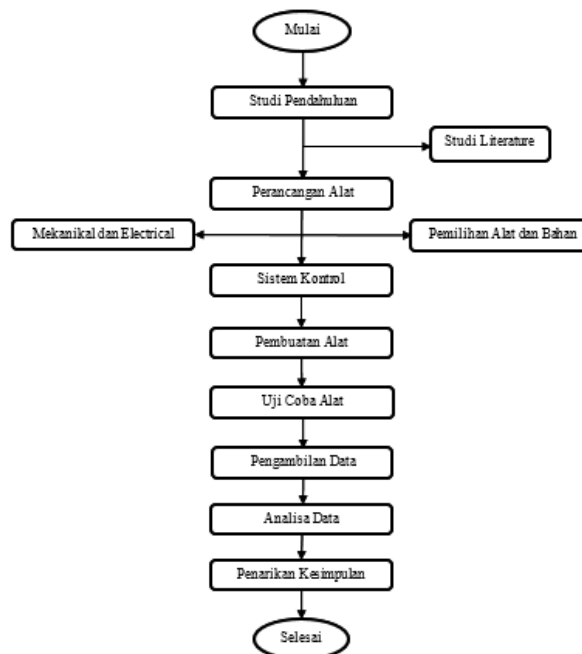 Mulai
Studi Pendahuluan
Studi Literature
Perancangan Alat
Mekanikal dan Electrical
Pemilihan Alat dan Bahan
Sistem Kontrol
Pembuatan Alat
Uji Coba Alat
Pengambilan Data
Analisa Data
Penarikan Kesimpulan
Selesai